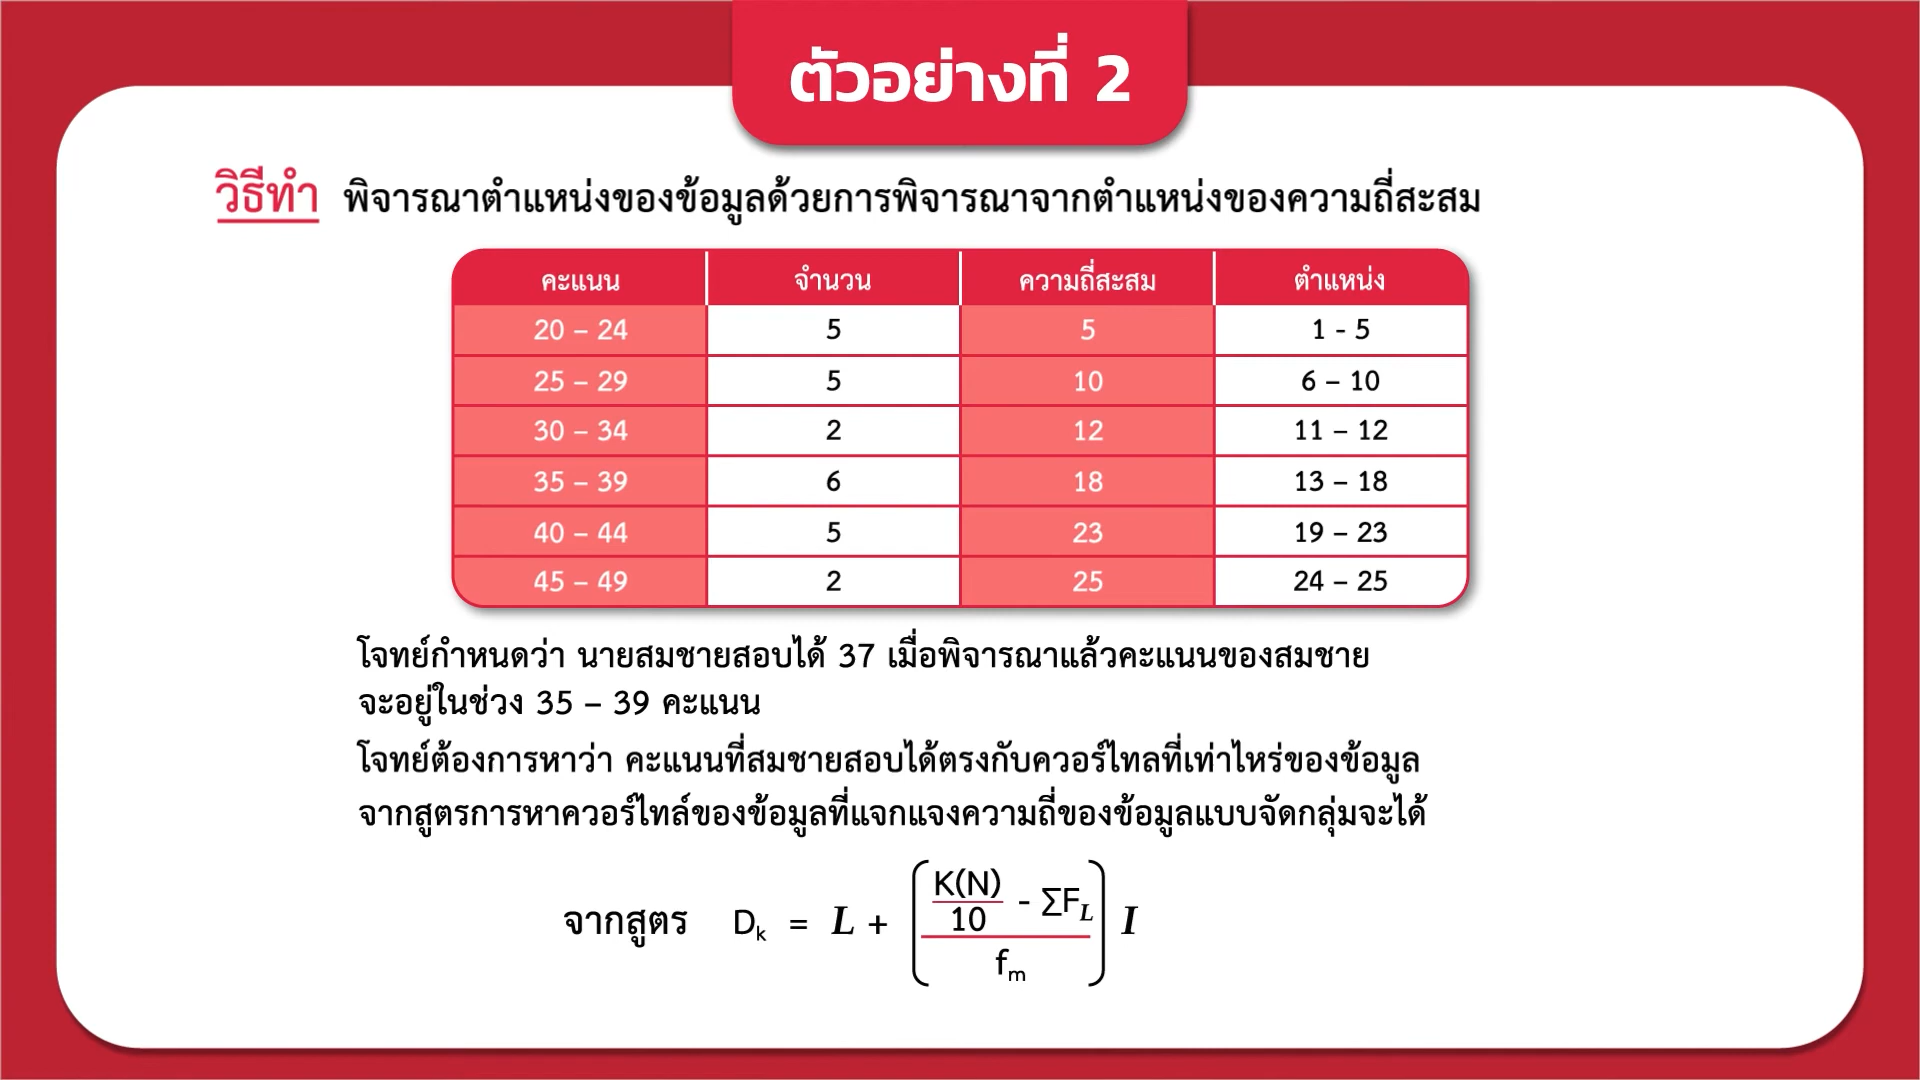 ตัวอย่างที่ 2
วิธีทำ พิจารณาตำแหน่งของข้อมูลด้วยการพิจารณาจากตำแหน่งของความถี่สะสม
คะแนน จำนวน ความถี่สะสม ตำแหน่ง
20 – 24 5 5 1 - 5
25 – 29 5 10 6 – 10
30 – 34 2 12 11 – 12
35 – 39 6 18 13 – 18
40 – 44 5 23 19 – 23
45 – 49 2 25 24 – 25
โจทย์กำหนดว่า นายสมชายสอบได้ 37 เมื่อพิจารณาแล้วคะแนนของสมชาย
จะอยู่ในช่วง 35 – 39 คะแนน
โจทย์ต้องการหาว่า คะแนนที่สมชายสอบได้ตรงกับควอร์ไทลที่เท่าไหร่ของข้อมูล
จากสูตรการหาควอร์ไทล์ของข้อมูลที่แจกแจงความถี่ของข้อมูลแบบจัดกลุ่มจะได้
K(N)
จากสูตร Dk = L + 10 - ∑FL I
fm